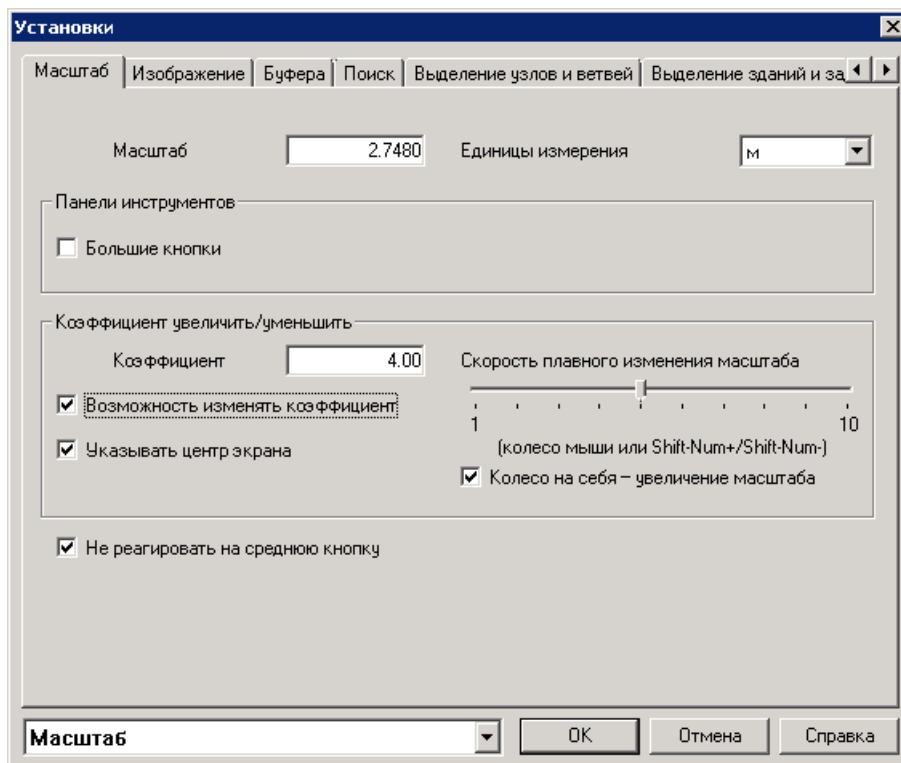 Установки
Масштаб Изображение Буфера Поиск Выделение узлов и ветвей Выделение зданий и за
Масштаб 2.7480 Единицы измерения м
Панели инструментов
Большие кнопки
Коэффициент увеличить/уменьшить
Коэффициент 4.00 Скорость плавного изменения масштаба
Возможность изменять коэффициент
1 10
Указывать центр экрана (колесо мыши или Shift-Num+/Shift-Num-)
Колесо на себя – увеличение масштаба
Не реагировать на среднюю кнопку
Масштаб OK Отмена Справка